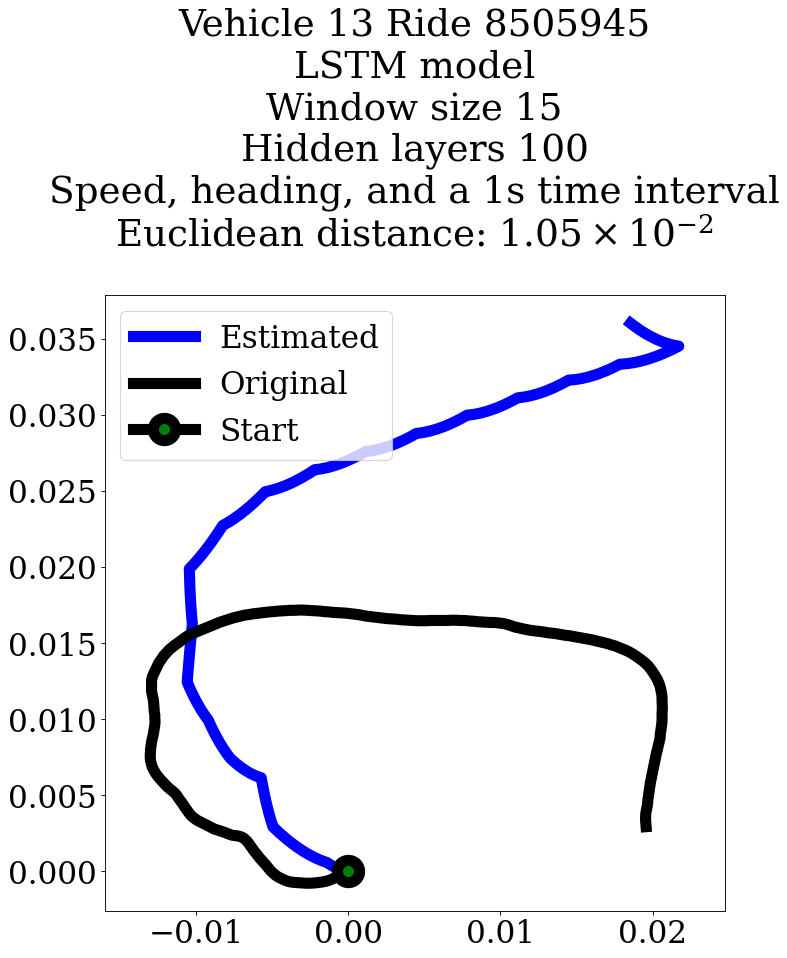 Vehicle 13 Ride 8505945
LSTM model
Window size 15
Hidden layers 100
Speed, heading, and a 1s time interval
Euclidean distance: 1.05 × 10⁻²
Estimated
Original
Start
0.035
0.030
0.025
0.020
0.015
0.010
0.005
0.000
−0.01 0.00 0.01 0.02